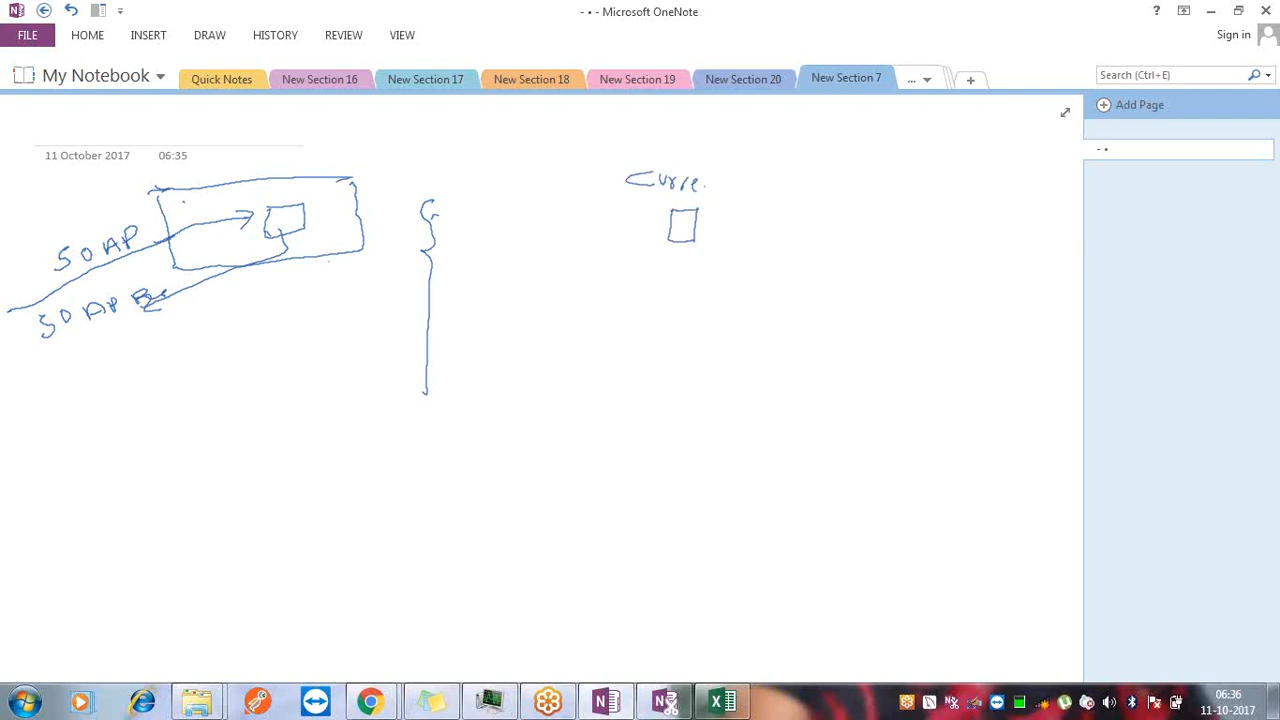 - • - Microsoft OneNote
?
FILE HOME INSERT DRAW HISTORY REVIEW VIEW
Sign in
My Notebook
Quick Notes New Section 16 New Section 17 New Section 18 New Section 19 New Section 20 New Section 7 ... +
Search (Ctrl+E)
Add Page
- •
11 October 2017 06:35
SOAP
SOAP Re
Curre.
06:36
11-10-2017